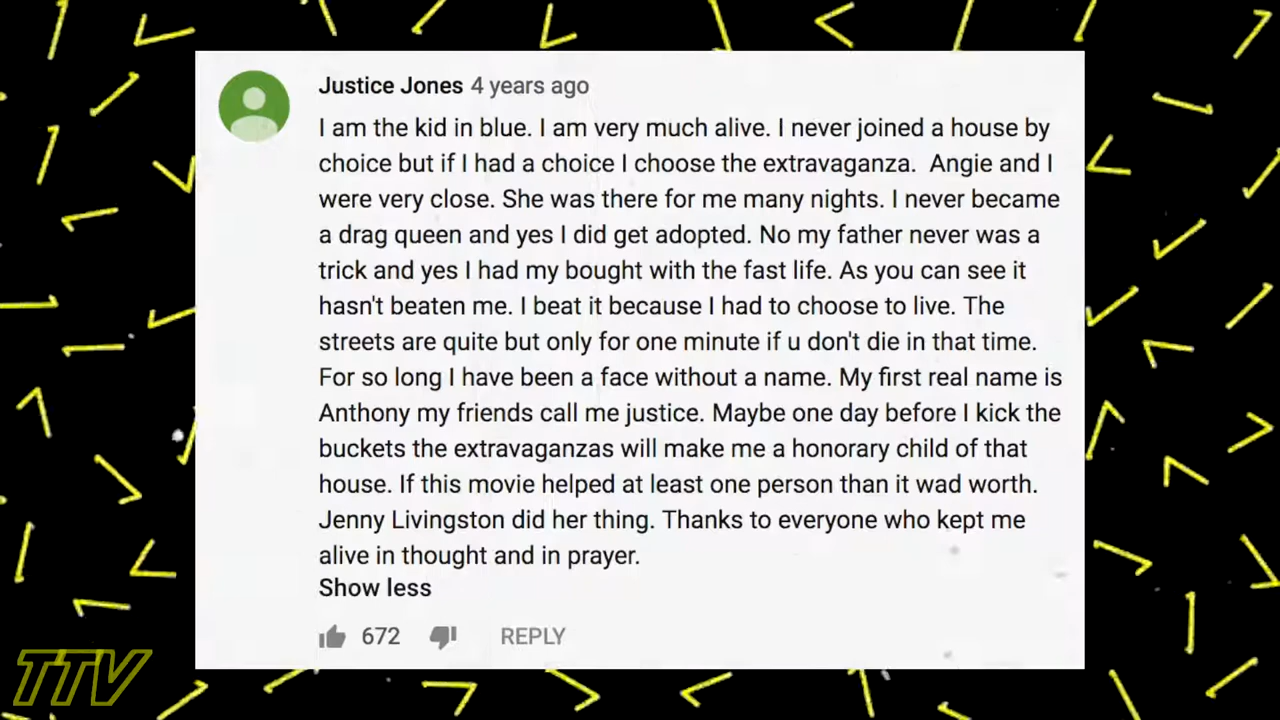 Justice Jones 4 years ago
I am the kid in blue. I am very much alive. I never joined a house by
choice but if I had a choice I choose the extravaganza.  Angie and I
were very close. She was there for me many nights. I never became
a drag queen and yes I did get adopted. No my father never was a
trick and yes I had my bought with the fast life. As you can see it
hasn't beaten me. I beat it because I had to choose to live. The
streets are quite but only for one minute if u don't die in that time.
For so long I have been a face without a name. My first real name is
Anthony my friends call me justice. Maybe one day before I kick the
buckets the extravaganzas will make me a honorary child of that
house. If this movie helped at least one person than it wad worth.
Jenny Livingston did her thing. Thanks to everyone who kept me
alive in thought and in prayer.
Show less
672 REPLY
TTV